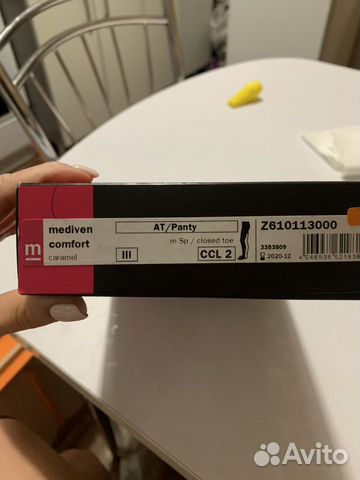 m
mediven
comfort
caramel
III
AT/Panty
m Sp / closed toe
CCL 2
Z610113000
3353809
2020-12
Avito